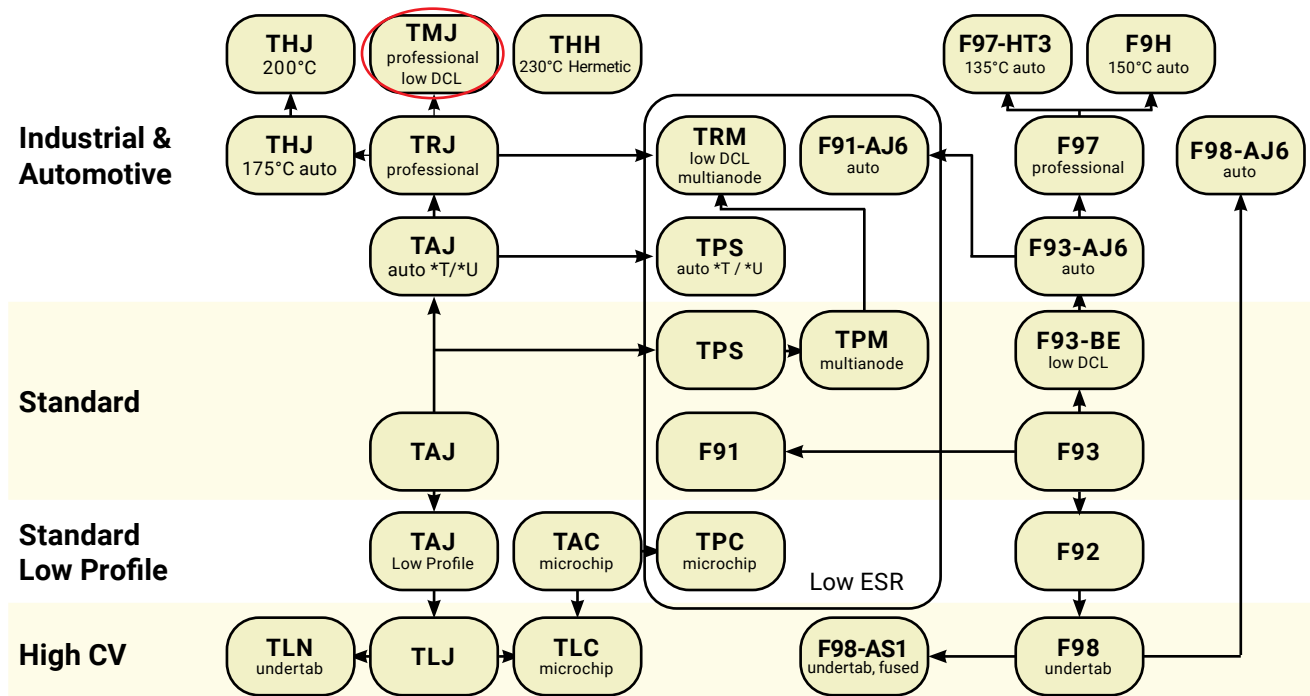 THJ
200°C
TMJ
professional
low DCL
THH
230°C Hermetic
F97-HT3
135°C auto
F9H
150°C auto
Industrial &
Automotive
THJ
175°C auto
TRJ
professional
TRM
low DCL
multianode
F91-AJ6
auto
F97
professional
F98-AJ6
auto
TAJ
auto *T/*U
TPS
auto *T / *U
F93-AJ6
auto
Standard
TPS
TPM
multianode
F93-BE
low DCL
TAJ
F91
F93
Standard
Low Profile
TAJ
Low Profile
TAC
microchip
TPC
microchip
Low ESR
F92
High CV
TLN
undertab
TLJ
TLC
microchip
F98-AS1
undertab, fused
F98
undertab